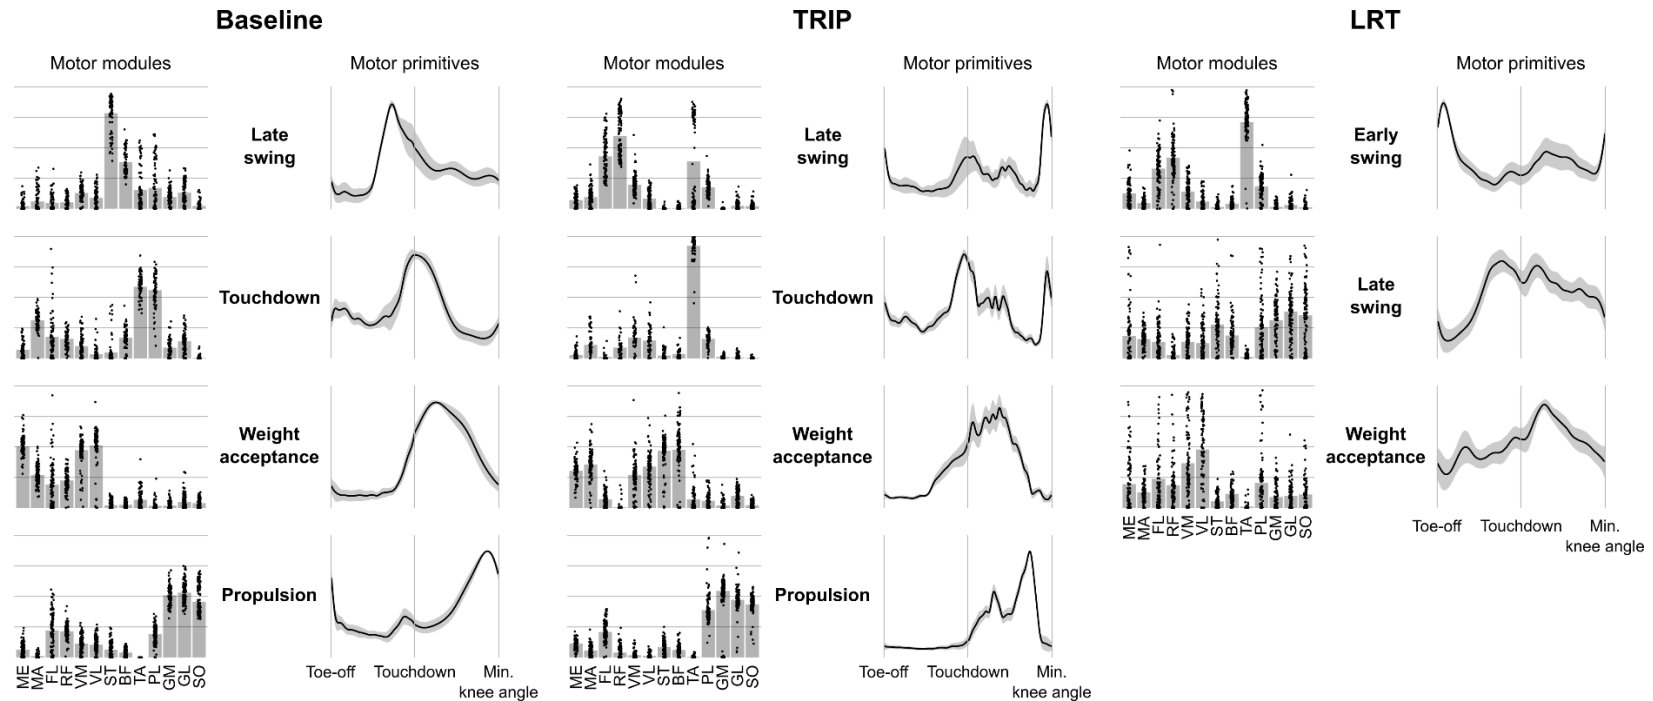 Baseline
TRIP
LRT
Motor modules
Motor primitives
Motor modules
Motor primitives
Motor modules
Motor primitives
Late
swing
Late
swing
Early
swing
Touchdown
Touchdown
Late
swing
Weight
acceptance
Weight
acceptance
Weight
acceptance
ME MA FL RF VM VL ST BF TA PL GM GL SO
Toe-off Touchdown Min.
knee angle
Propulsion
Propulsion
ME MA FL RF VM VL ST BF TA PL GM GL SO
Toe-off Touchdown Min.
knee angle
ME MA FL RF VM VL ST BF TA PL GM GL SO
Toe-off Touchdown Min.
knee angle